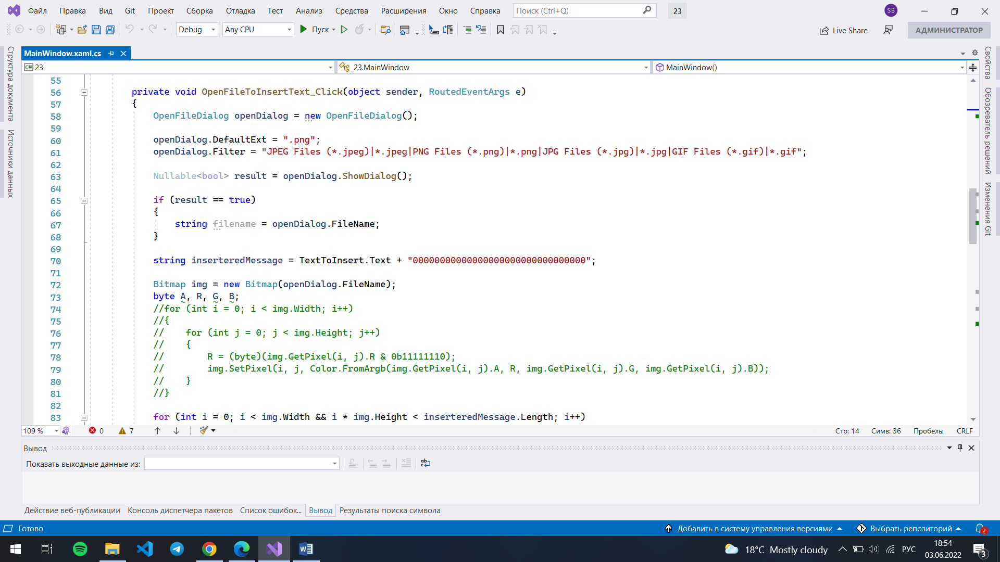 Файл Правка Вид Git Проект Сборка Отладка Тест Анализ Средства Расширения Окно Справка Поиск (Ctrl+Q) 23 SB
Debug Any CPU Пуск Live Share АДМИНИСТРАТОР
MainWindow.xaml.cs
C# 23 _23.MainWindow MainWindow()
Структура документа
Источники данных
Свойства
Обозреватель решений
Изменения Git
55
56 private void OpenFileToInsertText_Click(object sender, RoutedEventArgs e)
57 {
58 OpenFileDialog openDialog = new OpenFileDialog();
59
60 openDialog.DefaultExt = ".png";
61 openDialog.Filter = "JPEG Files (*.jpeg)|*.jpeg|PNG Files (*.png)|*.png|JPG Files (*.jpg)|*.jpg|GIF Files (*.gif)|*.gif";
62
63 Nullable<bool> result = openDialog.ShowDialog();
64
65 if (result == true)
66 {
67 string filename = openDialog.FileName;
68 }
69
70 string inserteredMessage = TextToInsert.Text + "00000000000000000000000000000000";
71
72 Bitmap img = new Bitmap(openDialog.FileName);
73 byte A, R, G, B;
74 //for (int i = 0; i < img.Width; i++)
75 //{
76 // for (int j = 0; j < img.Height; j++)
77 // {
78 // R = (byte)(img.GetPixel(i, j).R & 0b11111110);
79 // img.SetPixel(i, j, Color.FromArgb(img.GetPixel(i, j).A, R, img.GetPixel(i, j).G, img.GetPixel(i, j).B));
80 // }
81 //}
82
83 for (int i = 0; i < img.Width && i * img.Height < inserteredMessage.Length; i++)
109 % 0 7 Стр: 14 Симв: 36 Пробелы CRLF
Вывод
Показать выходные данные из:
Действие веб-публикации Консоль диспетчера пакетов Список ошибок... Вывод Результаты поиска символа
Готово Добавить в систему управления версиями Выбрать репозиторий 2
18°C Mostly cloudy РУС 18:54
03.06.2022 3